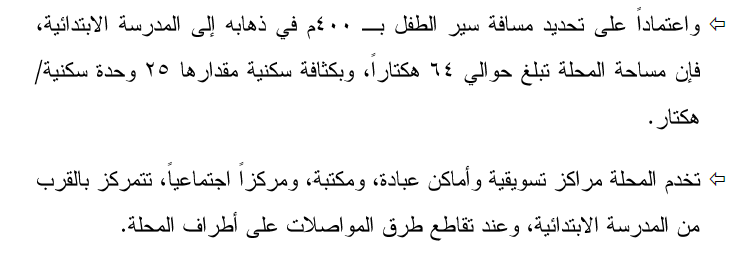 ⇦ واعتماداً على تحديد مسافة سير الطفل بـــ ٤٠٠م في ذهابه إلى المدرسة الابتدائية،
فإن مساحة المحلة تبلغ حوالي ٦٤ هكتاراً، وبكثافة سكنية مقدارها ٢٥ وحدة سكنية/
هكتار.
⇦ تخدم المحلة مراكز تسويقية وأماكن عبادة، ومكتبة، ومركزاً اجتماعياً، تتمركز بالقرب
من المدرسة الابتدائية، وعند تقاطع طرق المواصلات على أطراف المحلة.